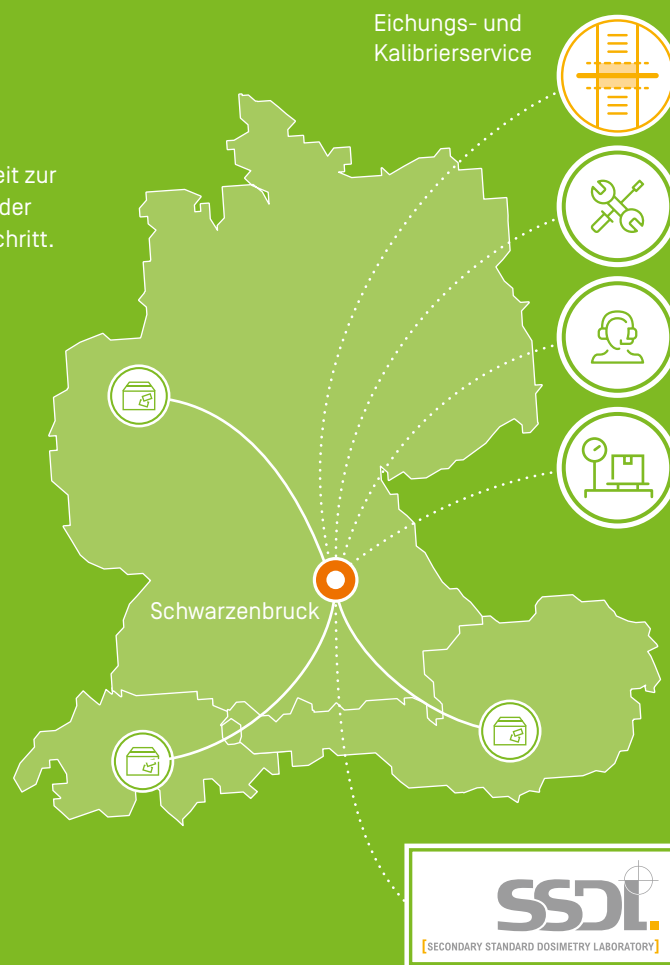 Eichungs- und
Kalibrierservice
eit zur
der
chritt.
Schwarzenbruck
SSDL
[SECONDARY STANDARD DOSIMETRY LABORATORY]